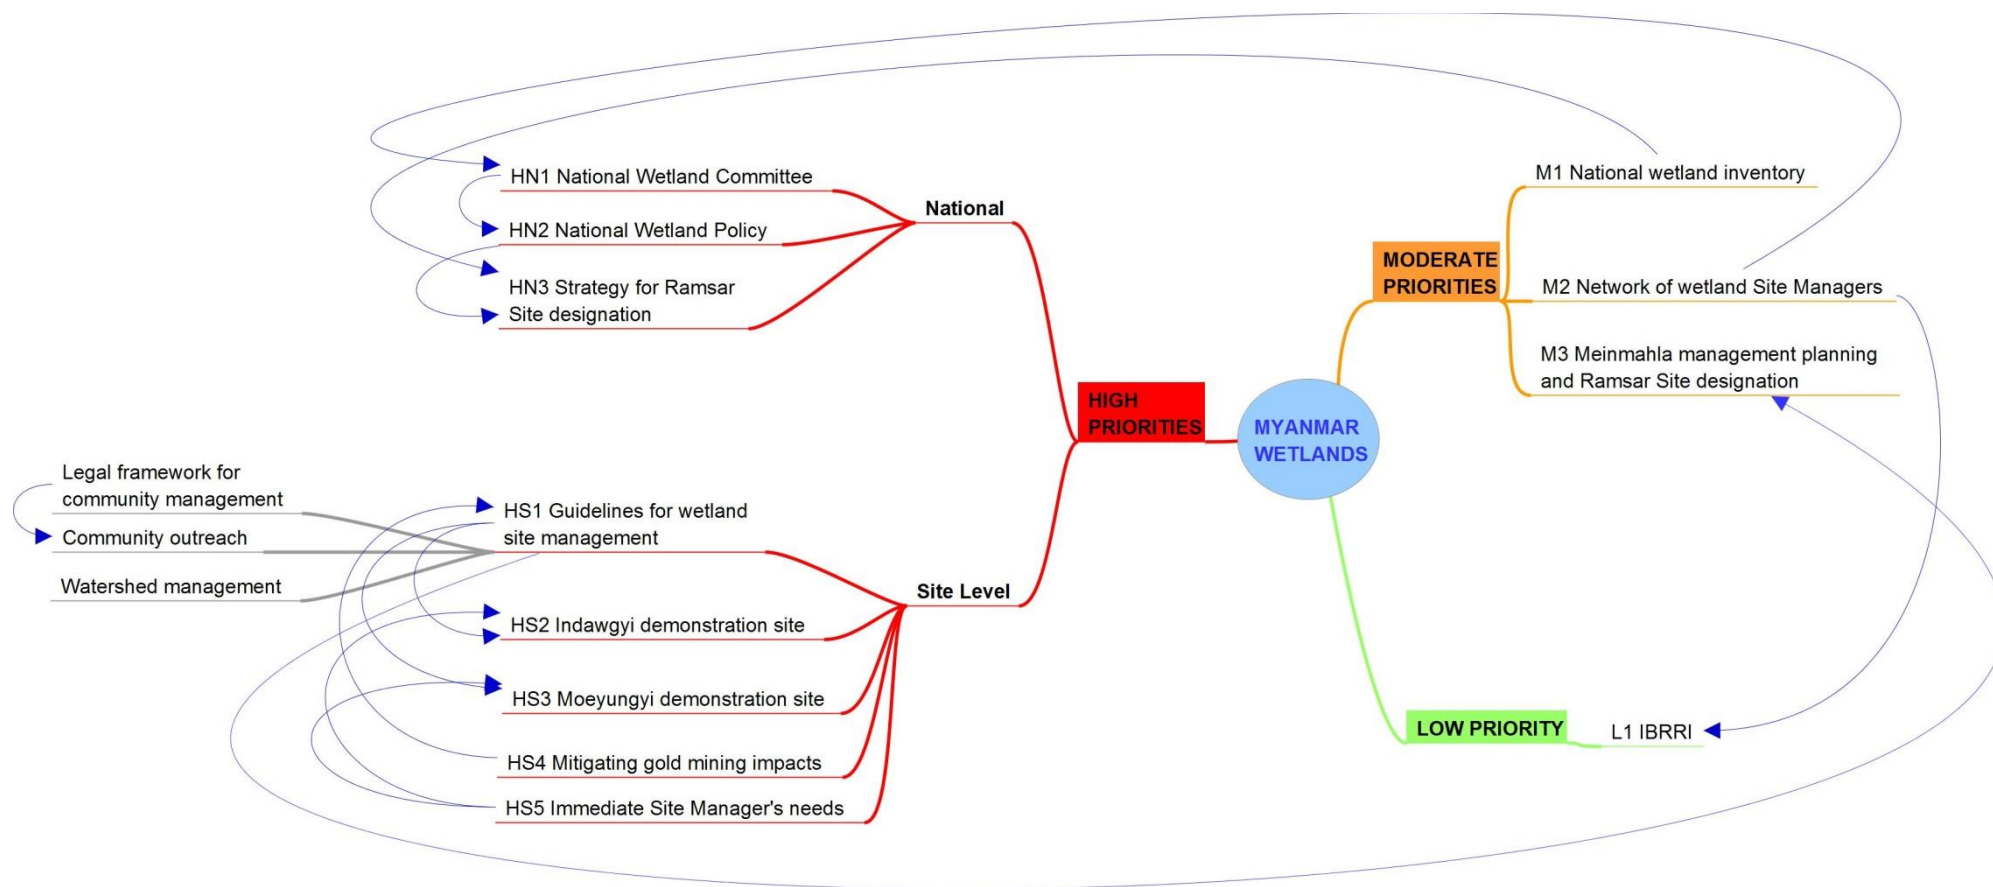 HN1 National Wetland Committee
HN2 National Wetland Policy
HN3 Strategy for Ramsar
Site designation
National
HIGH
PRIORITIES
Legal framework for
community management
Community outreach
Watershed management
HS1 Guidelines for wetland
site management
HS2 Indawgyi demonstration site
HS3 Moeyungyi demonstration site
HS4 Mitigating gold mining impacts
HS5 Immediate Site Manager's needs
Site Level
MYANMAR
WETLANDS
MODERATE
PRIORITIES
M1 National wetland inventory
M2 Network of wetland Site Managers
M3 Meinmahla management planning
and Ramsar Site designation
LOW PRIORITY
L1 IBRRI